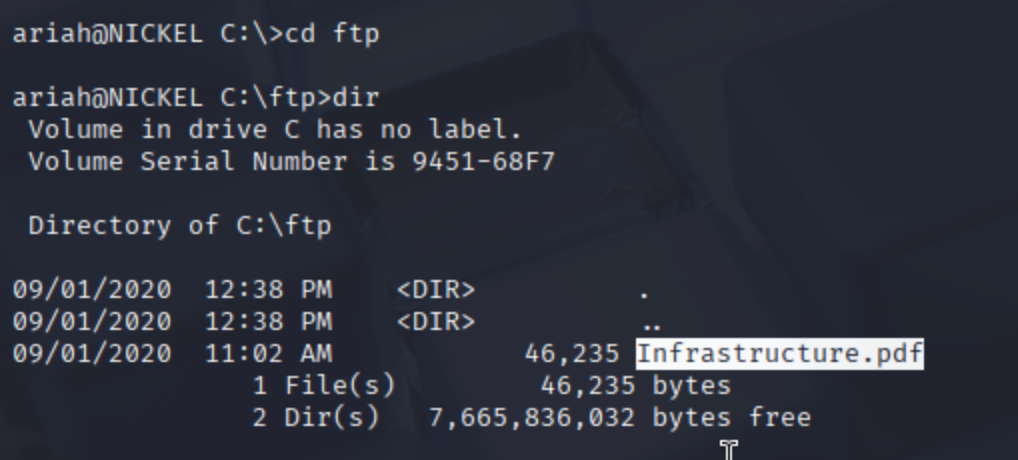 ariah@NICKEL C:\>cd ftp
ariah@NICKEL C:\ftp>dir
 Volume in drive C has no label.
 Volume Serial Number is 9451-68F7
 Directory of C:\ftp
09/01/2020  12:38 PM    <DIR>          .
09/01/2020  12:38 PM    <DIR>          ..
09/01/2020  11:02 AM            46,235 Infrastructure.pdf
               1 File(s)         46,235 bytes
               2 Dir(s)   7,665,836,032 bytes free